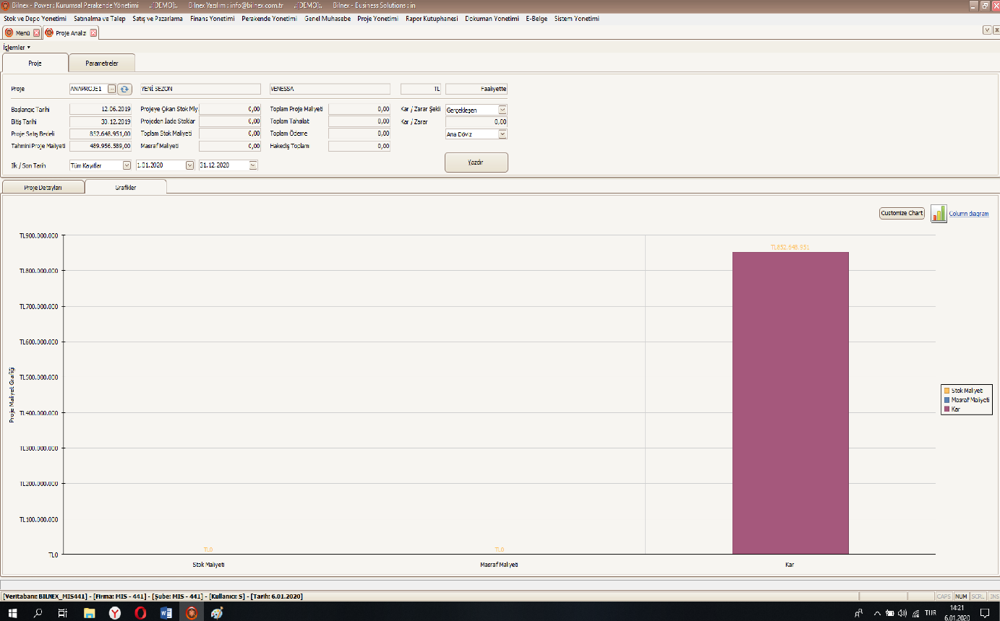 Bilnex - Power : Kurumsal Perakende Yönetimi .:[DEMO]:. Bilnex Yazılım : info@bilnex.com.tr .:[DEMO]:. Bilnex - Business Solutions : in
Stok ve Depo Yönetimi Satınalma ve Talep Satış ve Pazarlama Finans Yönetimi Perakende Yönetimi Genel Muhasebe Proje Yönetimi Rapor Kütüphanesi Doküman Yönetimi E-Belge Sistem Yönetimi
Menü Proje Analizi
İşlemler
Proje Parametreler
Proje ANAPROJE1 ... YENİ SEZON VENESSA TL Faaliyette
Başlangıç Tarihi 12.06.2019 Projeye Çıkan Stok Mly. 0,00 Toplam Proje Maliyeti 0,00 Kar / Zarar Şekli Gerçekleşen
Bitiş Tarihi 30.12.2019 Projeden İade Stoklar 0,00 Toplam Tahsilat 0,00 Kar / Zarar 0,00
Proje Satış Bedeli 852.648.951,00 Toplam Stok Maliyeti 0,00 Toplam Ödeme 0,00 Ana Döviz
Tahmini Proje Maliyeti 489.956.589,00 Masraf Maliyeti 0,00 Hakediş Toplam 0,00
İlk / Son Tarih Tüm Kayıtlar 1.01.2020 31.12.2020 Yazdır
Proje Detayları Grafikler
Customize Chart Column diagram
TL900.000.000
TL852.648.951
TL800.000.000
TL700.000.000
TL600.000.000
TL500.000.000
TL400.000.000
TL300.000.000
TL200.000.000
TL100.000.000
TL0
Proje Maliyet Grafiği
Stok Maliyeti
Masraf Maliyeti
Kar
TL0 TL0
Stok Maliyeti Masraf Maliyeti Kar
[Veritabanı: BILNEX_MIS441] - [Firma: MIS - 441] - [Şube: MIS - 441] - [Kullanıcı: S] - [Tarih: 6.01.2020] CAPS NUM SCR.. INS
TUR 14:21
6.01.2020